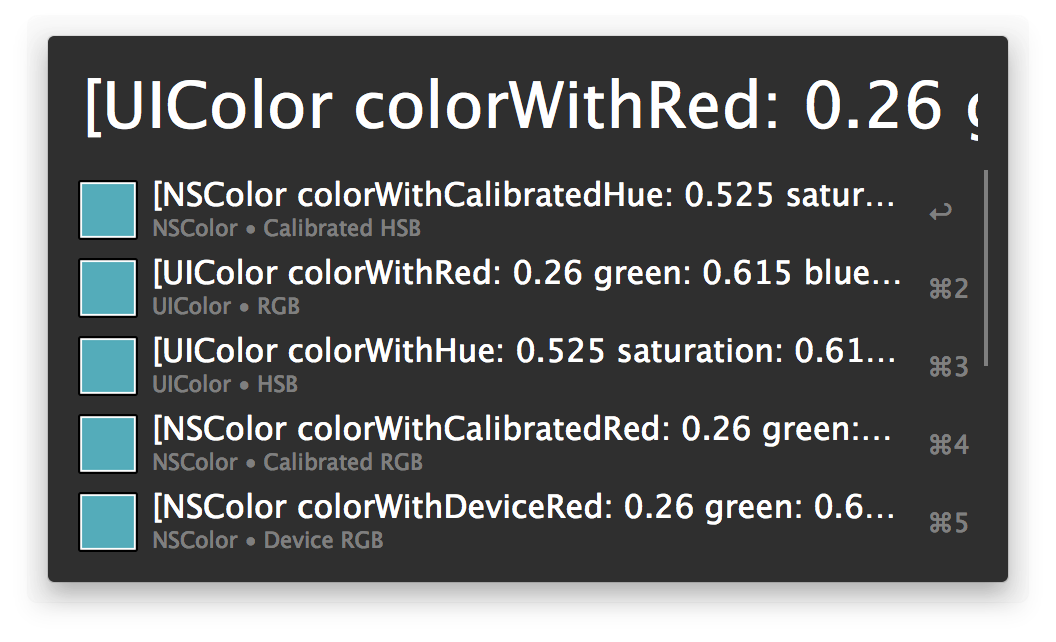 [UIColor colorWithRed: 0.26 g
[NSColor colorWithCalibratedHue: 0.525 satur...
NSColor • Calibrated HSB
↩
[UIColor colorWithRed: 0.26 green: 0.615 blue...
UIColor • RGB
⌘2
[UIColor colorWithHue: 0.525 saturation: 0.61...
UIColor • HSB
⌘3
[NSColor colorWithCalibratedRed: 0.26 green:...
NSColor • Calibrated RGB
⌘4
[NSColor colorWithDeviceRed: 0.26 green: 0.6...
NSColor • Device RGB
⌘5